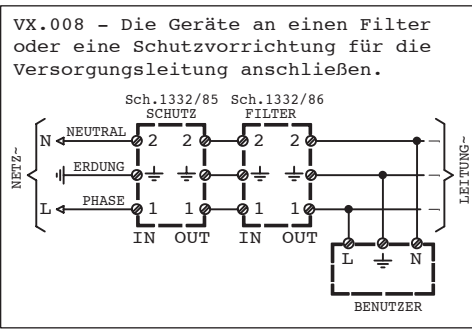 VX.008 - Die Geräte an einen Filter
oder eine Schutzvorrichtung für die
Versorgungsleitung anschließen.
Sch.1332/85 Sch.1332/86
SCHUTZ FILTER
NETZ~
N NEUTRAL 2 2 2 2
ERDUNG
L PHASE 1 1 1 1
IN OUT IN OUT
LEITUNG~
L N
BENUTZER